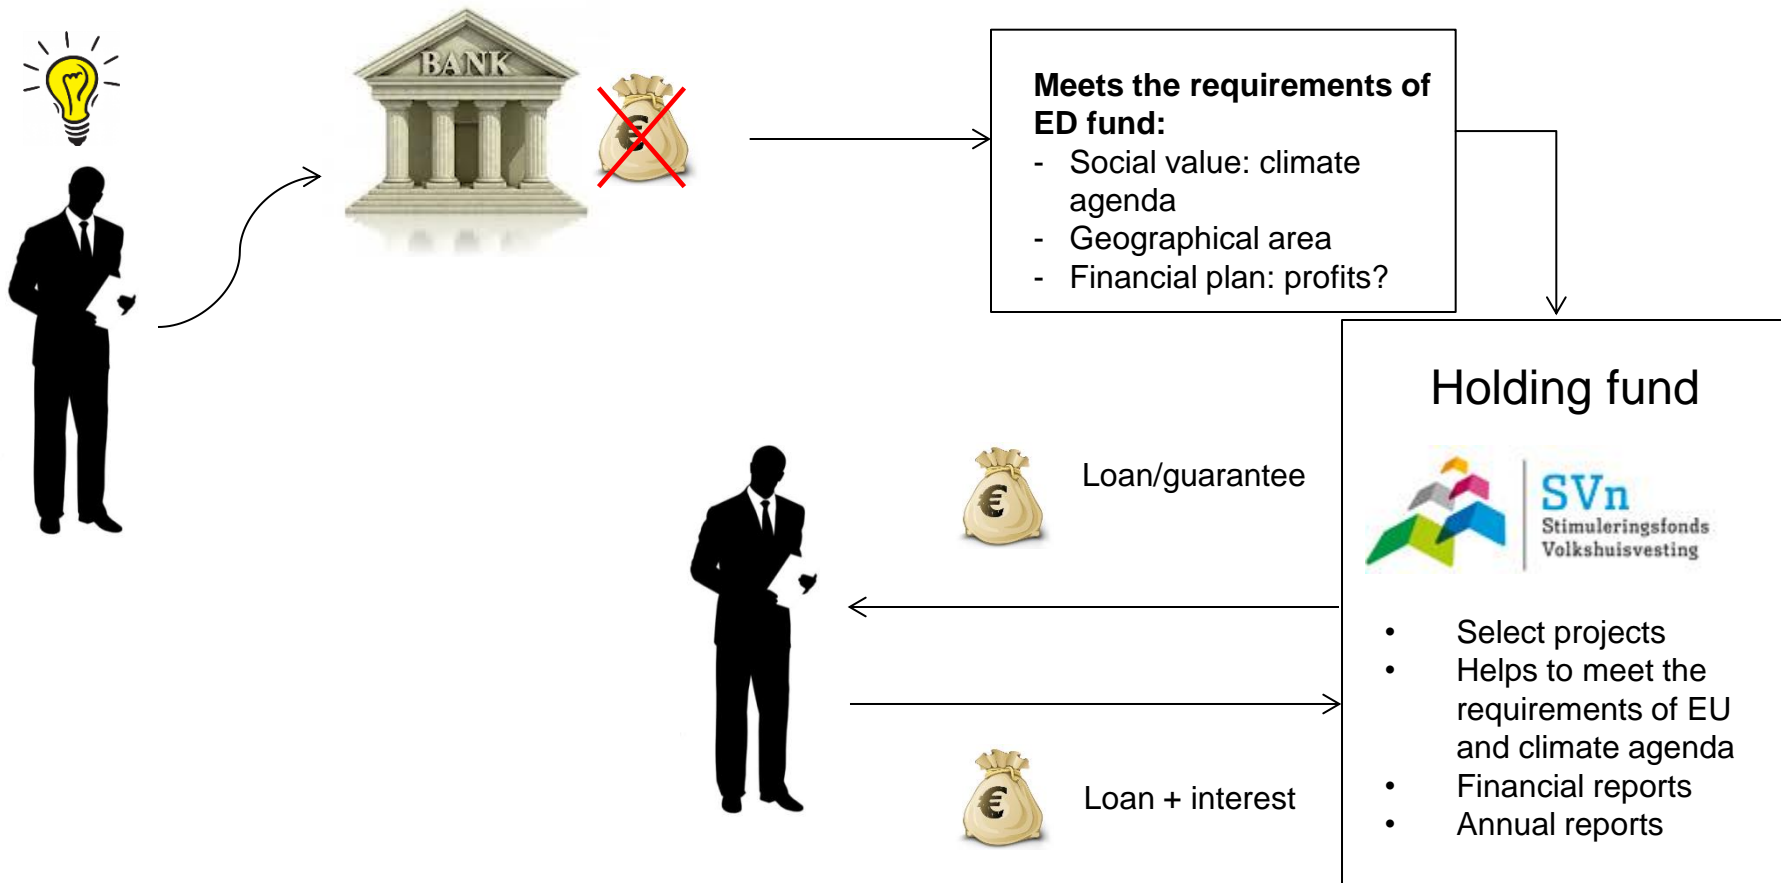 BANK
€
Meets the requirements of
ED fund:
- Social value: climate
agenda
- Geographical area
- Financial plan: profits?
Holding fund
SVn
Stimuleringsfonds
Volkshuisvesting
• Select projects
• Helps to meet the
requirements of EU
and climate agenda
• Financial reports
• Annual reports
€
Loan/guarantee
€
Loan + interest